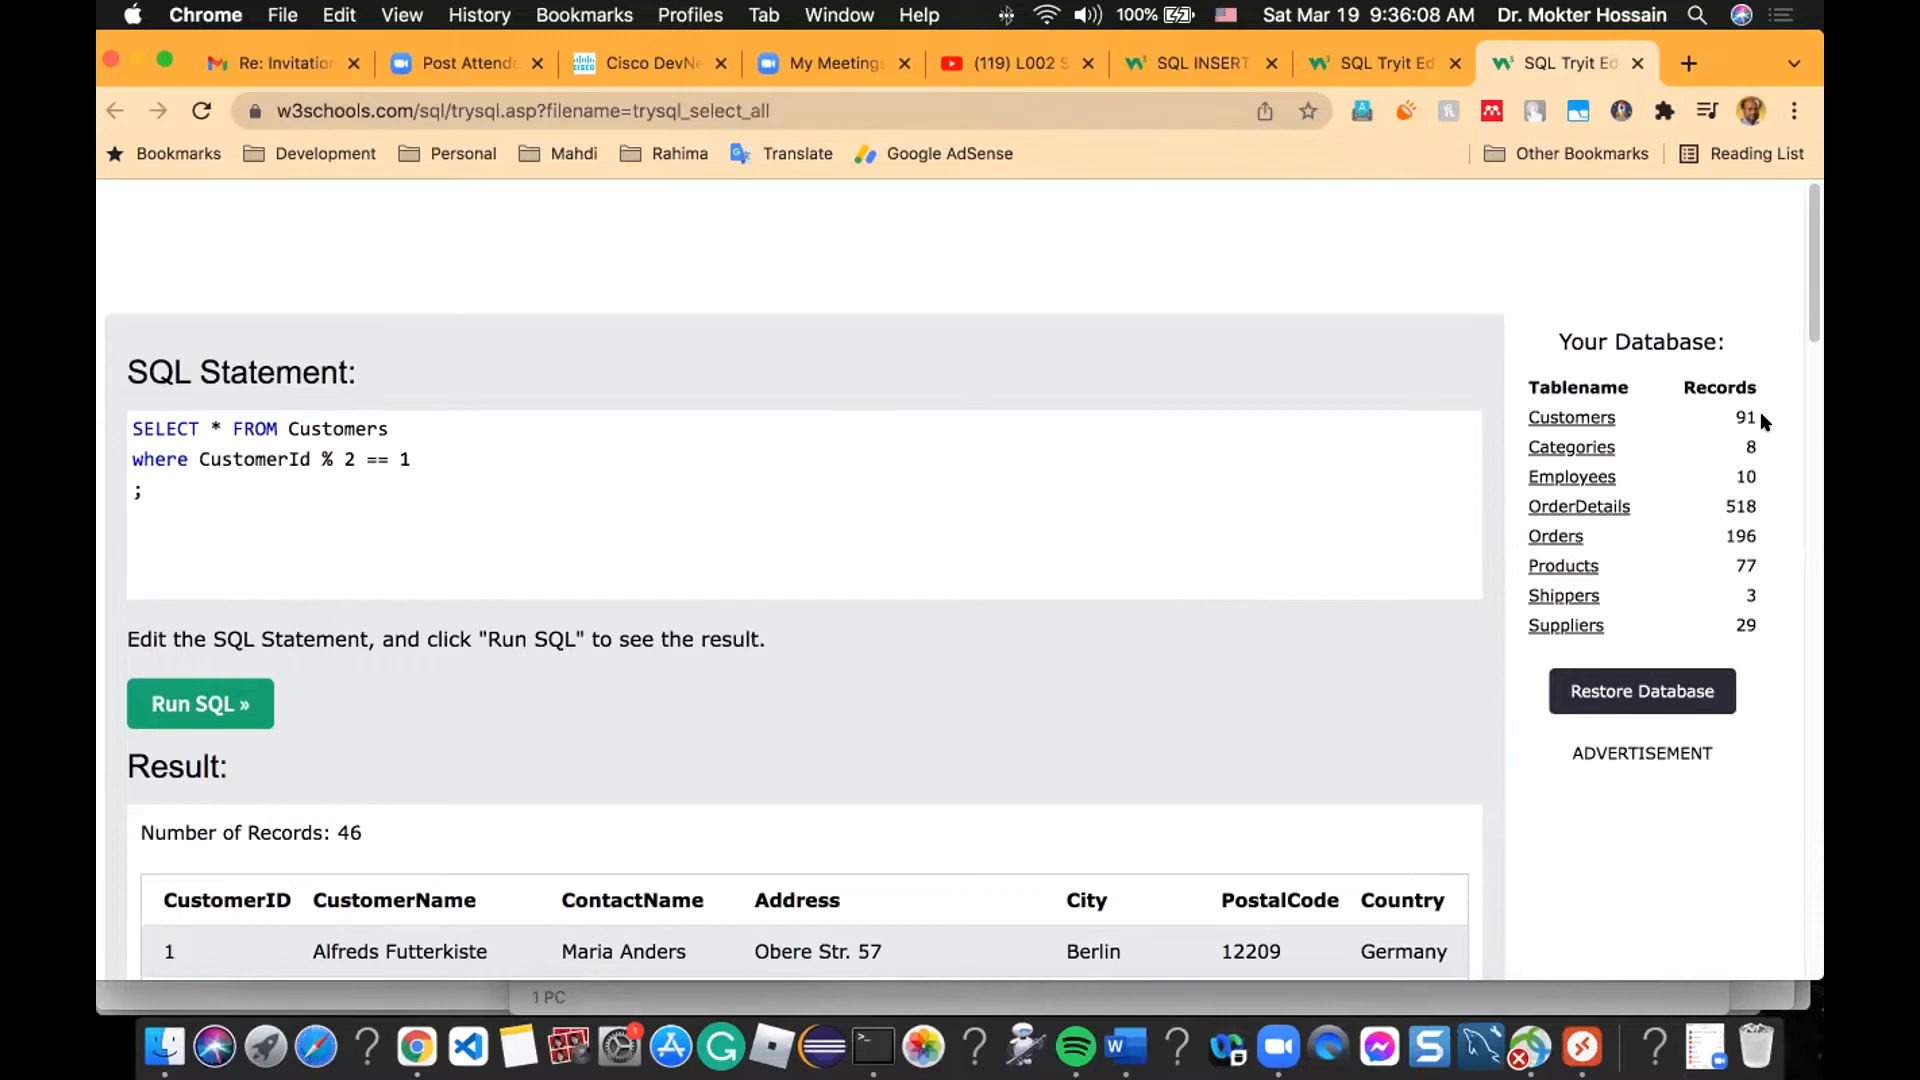 Chrome File Edit View History Bookmarks Profiles Tab Window Help 100% Sat Mar 19 9:36:08 AM Dr. Mokter Hossain
Re: Invitation Post Attende Cisco DevNe My Meetings (119) L002 S SQL INSERT SQL Tryit Ed SQL Tryit Ed
w3schools.com/sql/trysql.asp?filename=trysql_select_all
Bookmarks Development Personal Mahdi Rahima Translate Google AdSense Other Bookmarks Reading List
SQL Statement:
SELECT * FROM Customers
where CustomerId % 2 == 1
;
Edit the SQL Statement, and click "Run SQL" to see the result.
Run SQL »
Result:
Number of Records: 46
CustomerID CustomerName ContactName Address City PostalCode Country
1 Alfreds Futterkiste Maria Anders Obere Str. 57 Berlin 12209 Germany
Your Database:
Tablename Records
Customers 91
Categories 8
Employees 10
OrderDetails 518
Orders 196
Products 77
Shippers 3
Suppliers 29
Restore Database
ADVERTISEMENT
1 PC